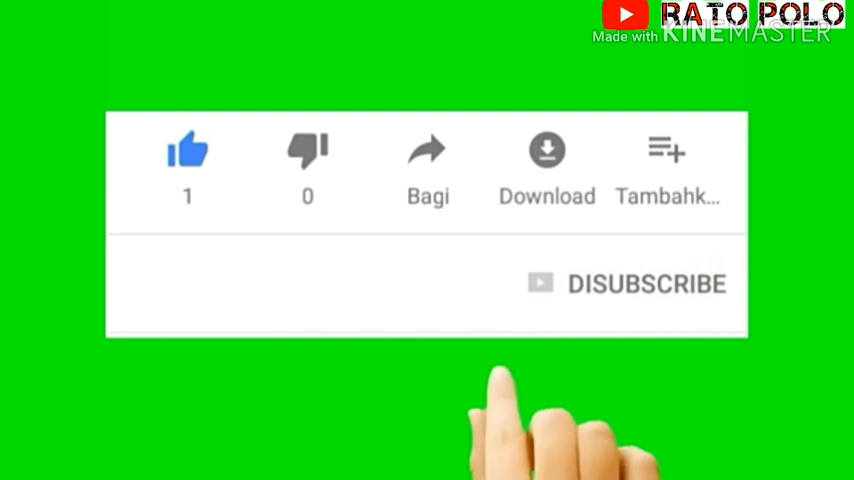 RATO POLO
Made with KINEMASTER
1 0 Bagi Download Tambahk...
DISUBSCRIBE